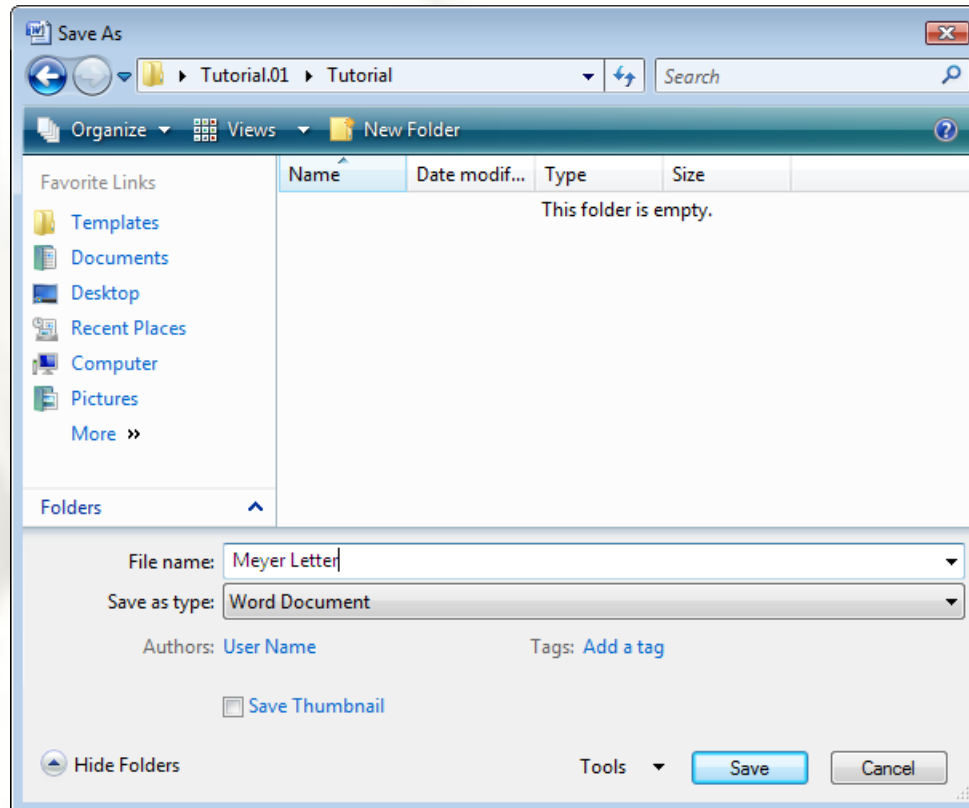 Save As
Tutorial.01 Tutorial Search
Organize Views New Folder
Favorite Links
Templates
Documents
Desktop
Recent Places
Computer
Pictures
More »
Folders
Name Date modif... Type Size
This folder is empty.
File name: Meyer Letter
Save as type: Word Document
Authors: User Name Tags: Add a tag
Save Thumbnail
Hide Folders Tools Save Cancel